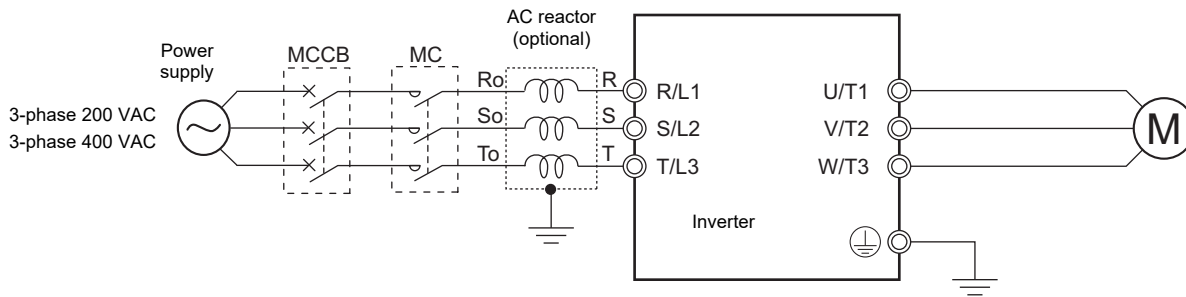 AC reactor
(optional)
Power
supply
MCCB
MC
3-phase 200 VAC
3-phase 400 VAC
Ro
R
R/L1
U/T1
So
S
S/L2
V/T2
M
To
T
T/L3
W/T3
Inverter